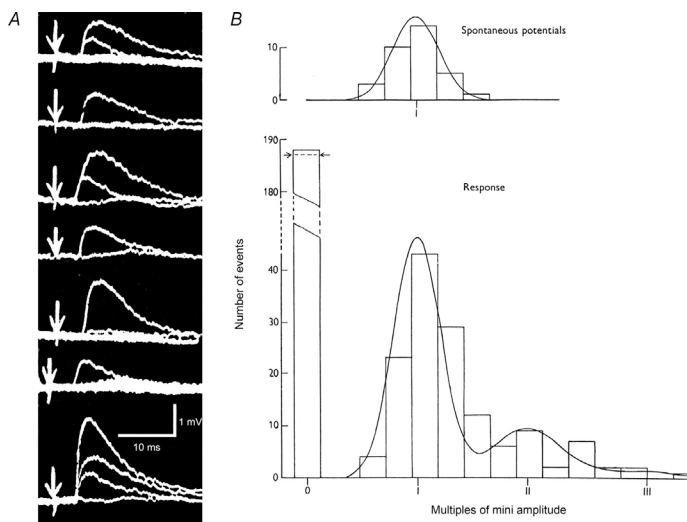 A
1 mV
10 ms
B
Spontaneous potentials
10
0
I
190
180
Response
40
30
20
10
0
Number of events
0
I
II
III
Multiples of mini amplitude